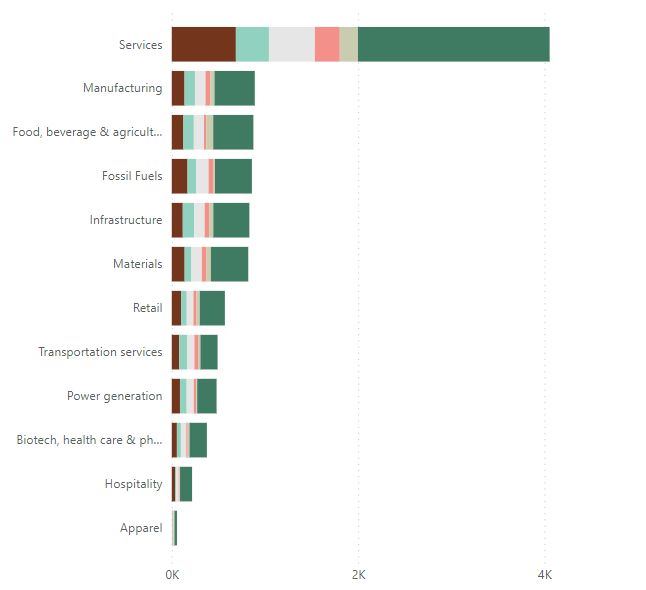 Services
Manufacturing
Food, beverage & agricult...
Fossil Fuels
Infrastructure
Materials
Retail
Transportation services
Power generation
Biotech, health care & ph...
Hospitality
Apparel
0K 2K 4K